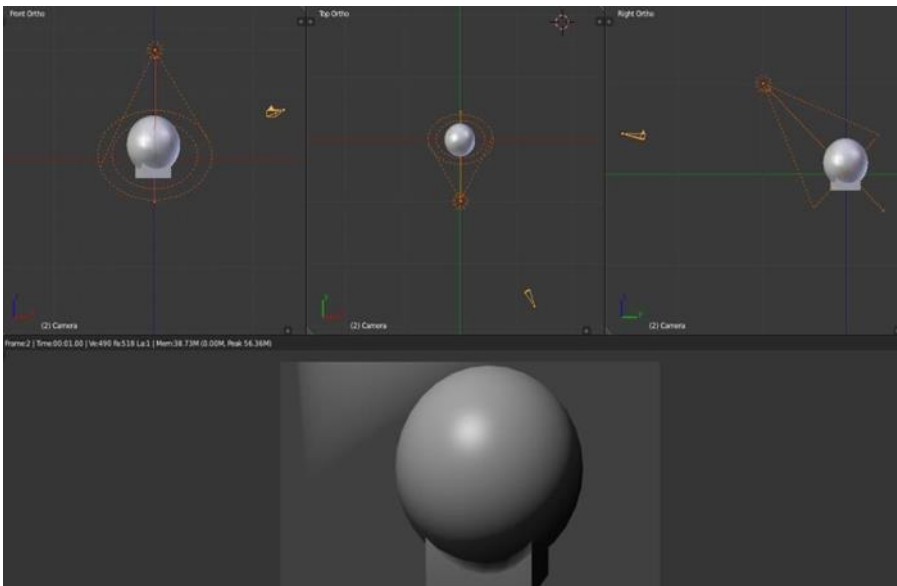 Front Ortho
Top Ortho
Right Ortho
(2) Camera
(2) Camera
(2) Camera
Frame:2 | Time:00:01.00 | Ve:490 Fa:518 La:1 | Mem:38.73M (0.00M, Peak 56.36M)